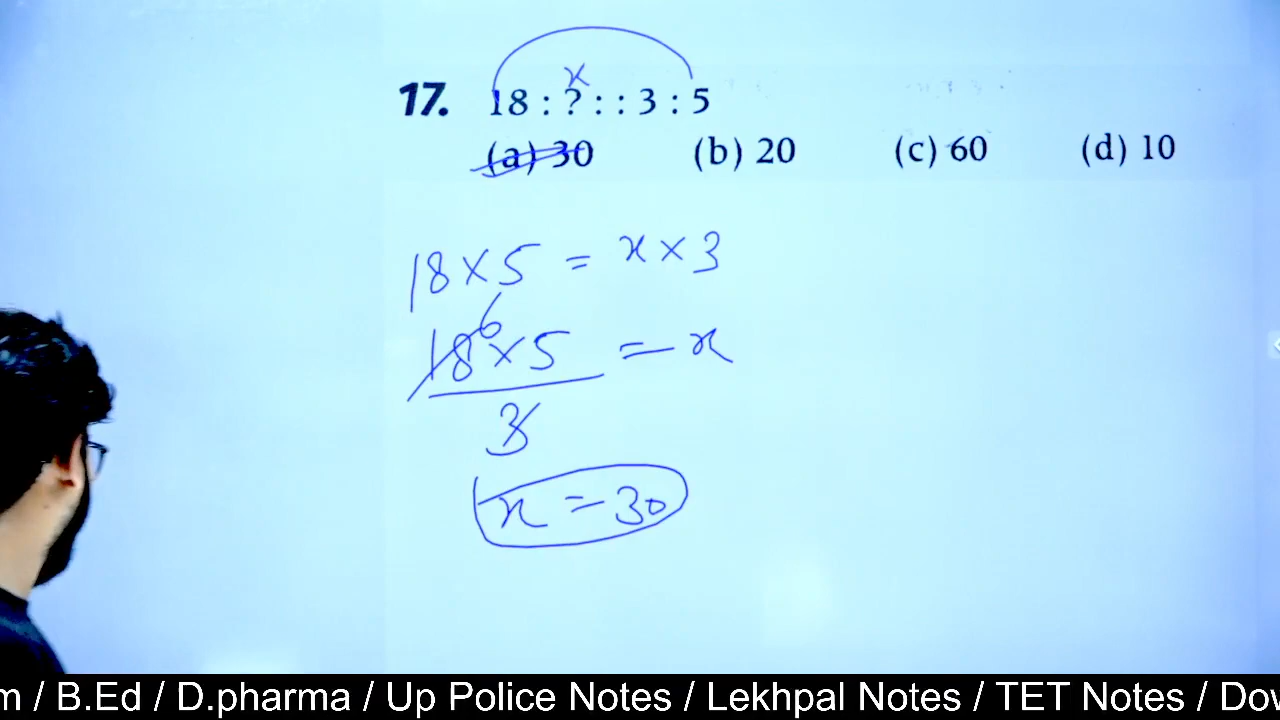 x
17. 18 : ? : : 3 : 5
(a) 30 (b) 20 (c) 60 (d) 10
18 × 5 = x × 3
6
18 × 5 = x
3
x = 30
m / B.Ed / D.pharma / Up Police Notes / Lekhpal Notes / TET Notes / Dov